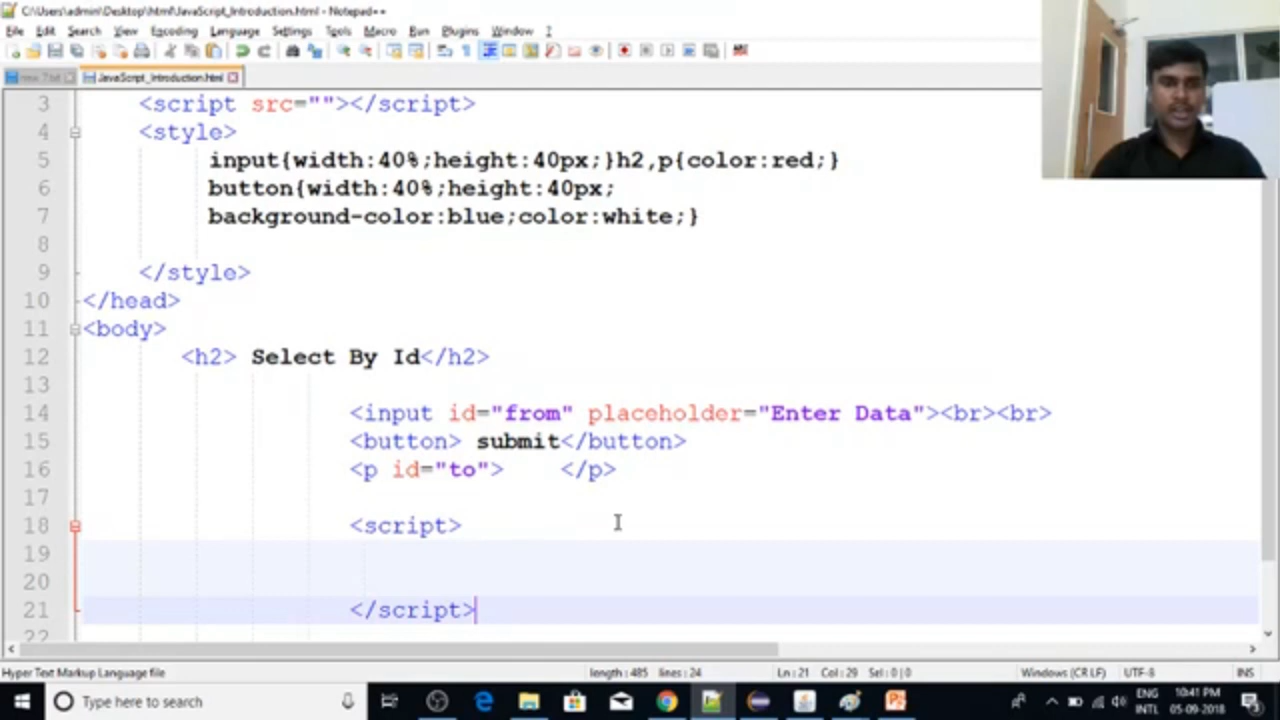 C:\Users\admin\Desktop\html\JavaScript_Introduction.html - Notepad++
File Edit Search View Encoding Language Settings Tools Macro Run Plugins Window ?
new 7.txt JavaScript_Introduction.html
3 <script src=""></script>
4 <style>
5 input{width:40%;height:40px;}h2,p{color:red;}
6 button{width:40%;height:40px;
7 background-color:blue;color:white;}
8
9 </style>
10 </head>
11 <body>
12 <h2> Select By Id</h2>
13
14 <input id="from" placeholder="Enter Data"><br><br>
15 <button> submit</button>
16 <p id="to"> </p>
17
18 <script>
19
20
21 </script>
22
Hyper Text Markup Language file length : 485 lines : 24 Ln : 21 Col : 29 Sel : 0 | 0 Windows (CR LF) UTF-8 INS
Type here to search ENG 10:41 PM
INTL 05-09-2018